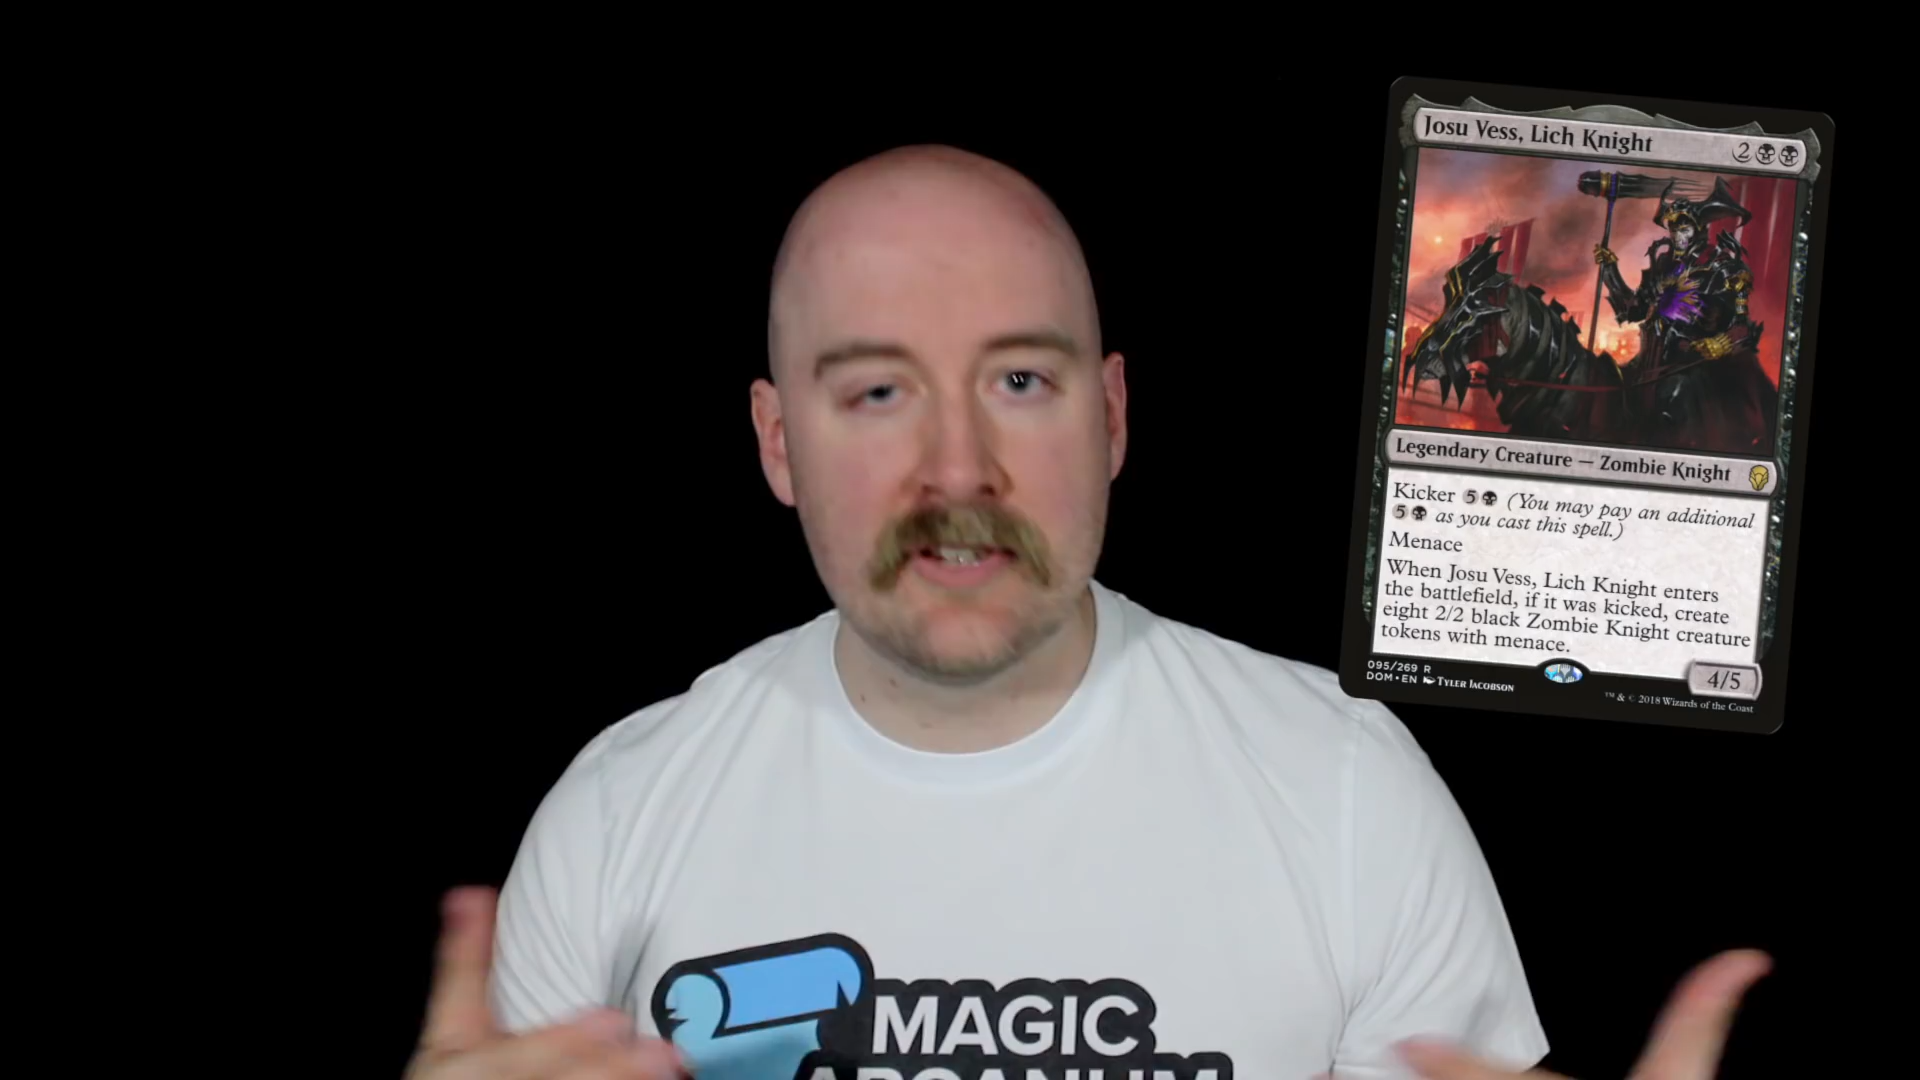 Josu Vess, Lich Knight 2
Legendary Creature — Zombie Knight
Kicker 5 (You may pay an additional
5 as you cast this spell.)
Menace
When Josu Vess, Lich Knight enters
the battlefield, if it was kicked, create
eight 2/2 black Zombie Knight creature
tokens with menace.
4/5
095/269 R
DOM • EN TYLER JACOBSON
™ & © 2018 Wizards of the Coast
MAGIC
ARCANUM